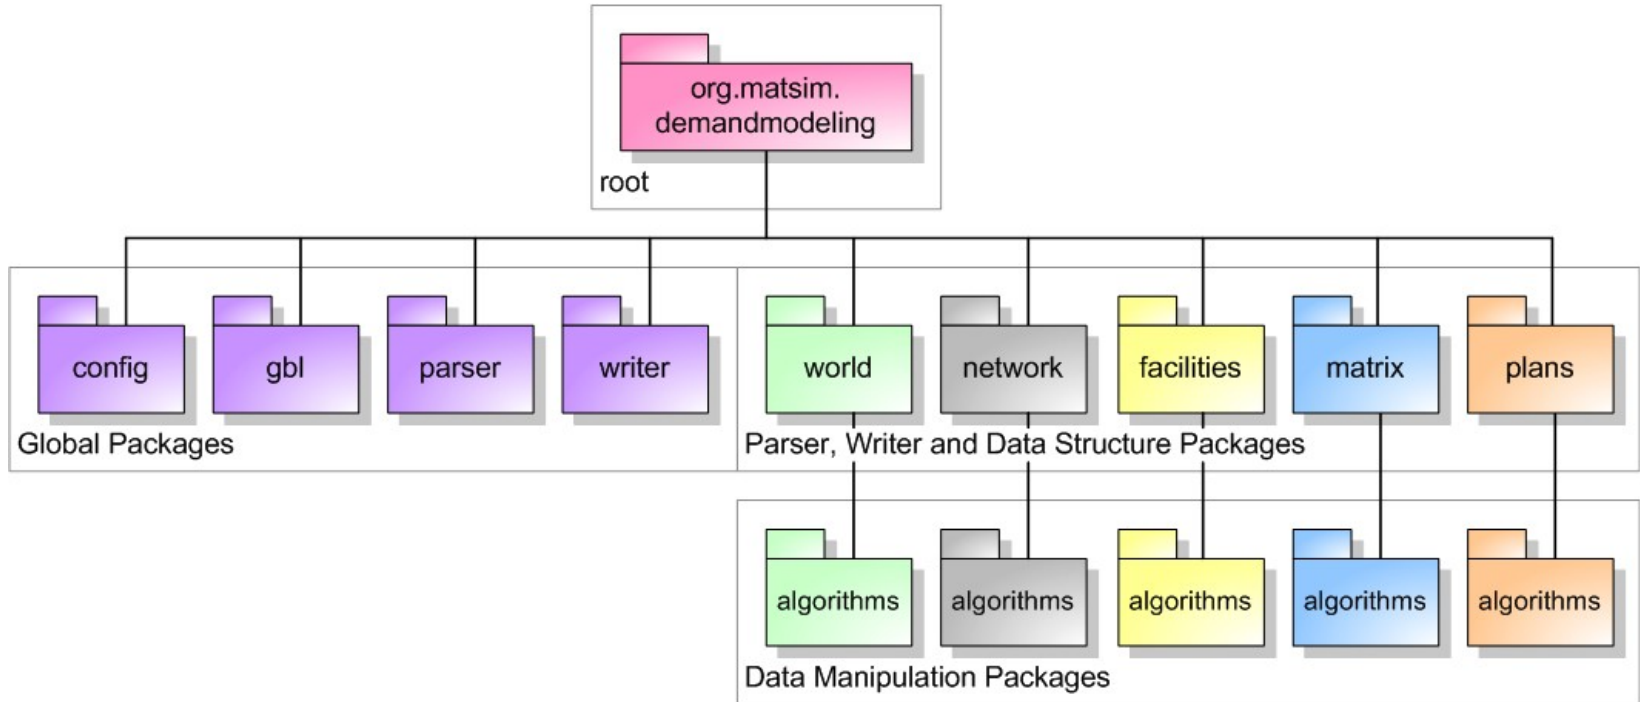 org.matsim.
demandmodeling
root
config
gbl
parser
writer
world
network
facilities
matrix
plans
Global Packages
Parser, Writer and Data Structure Packages
algorithms
algorithms
algorithms
algorithms
algorithms
Data Manipulation Packages